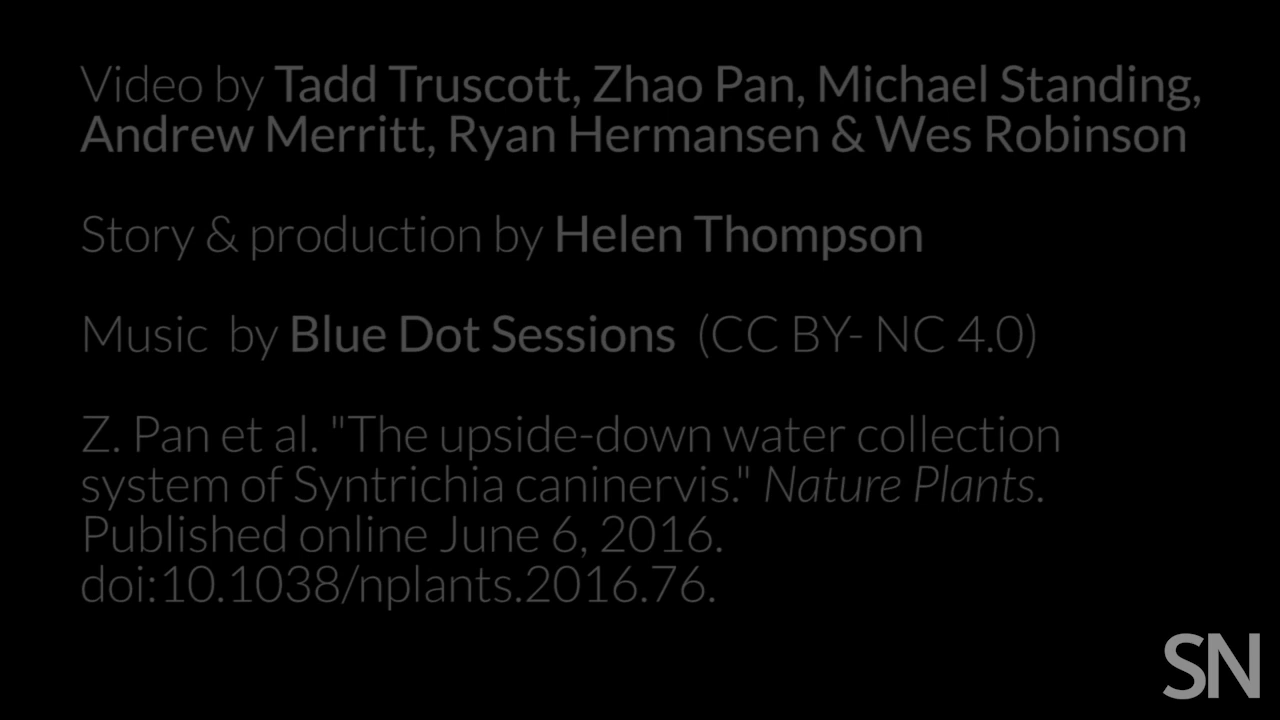 Video by Tadd Truscott, Zhao Pan, Michael Standing,
Andrew Merritt, Ryan Hermansen & Wes Robinson
Story & production by Helen Thompson
Music by Blue Dot Sessions (CC BY- NC 4.0)
Z. Pan et al. "The upside-down water collection
system of Syntrichia caninervis." Nature Plants.
Published online June 6, 2016.
doi:10.1038/nplants.2016.76.
SN